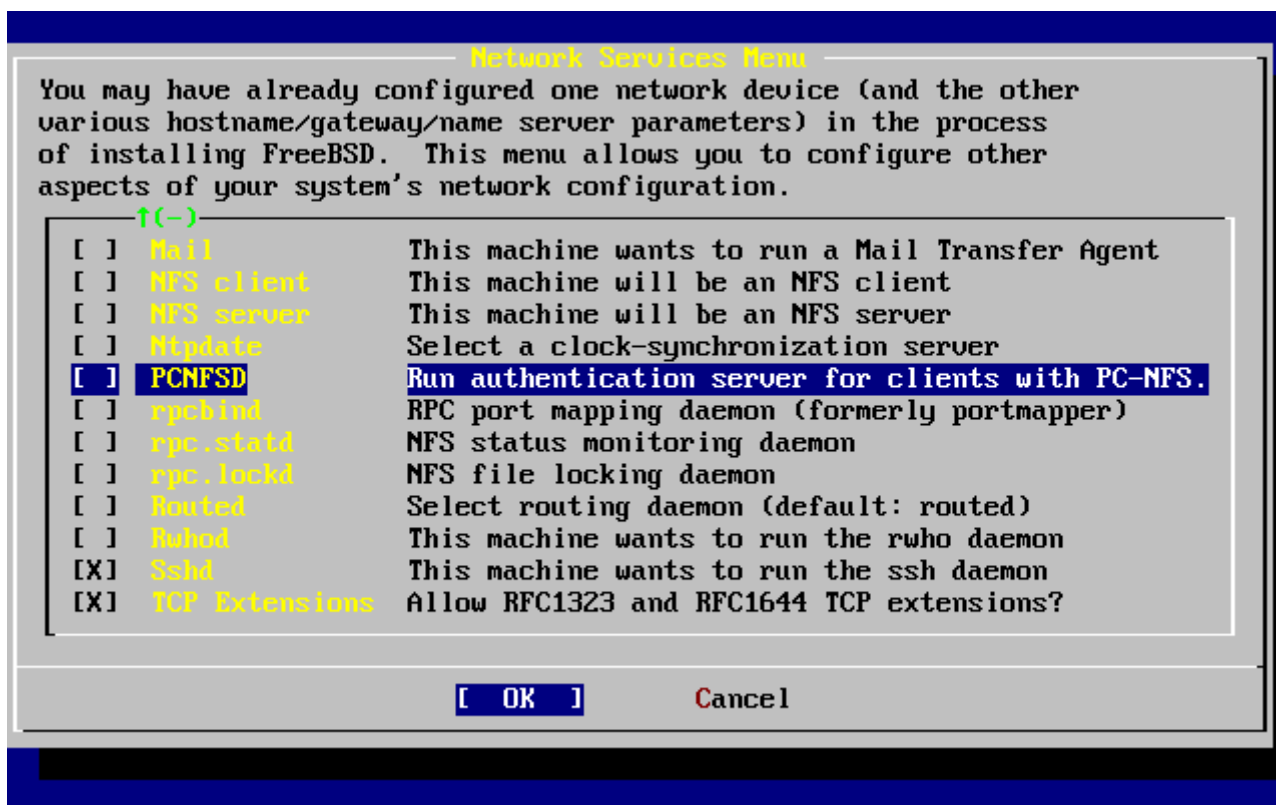 Network Services Menu
You may have already configured one network device (and the other
various hostname/gateway/name server parameters) in the process
of installing FreeBSD.  This menu allows you to configure other
aspects of your system's network configuration.
↑(-)
[ ] Mail This machine wants to run a Mail Transfer Agent
[ ] NFS client This machine will be an NFS client
[ ] NFS server This machine will be an NFS server
[ ] Ntpdate Select a clock-synchronization server
[ ] PCNFSD Run authentication server for clients with PC-NFS.
[ ] rpcbind RPC port mapping daemon (formerly portmapper)
[ ] rpc.statd NFS status monitoring daemon
[ ] rpc.lockd NFS file locking daemon
[ ] Routed Select routing daemon (default: routed)
[ ] Rwhod This machine wants to run the rwho daemon
[X] Sshd This machine wants to run the ssh daemon
[X] TCP Extensions Allow RFC1323 and RFC1644 TCP extensions?
[ OK ] Cancel